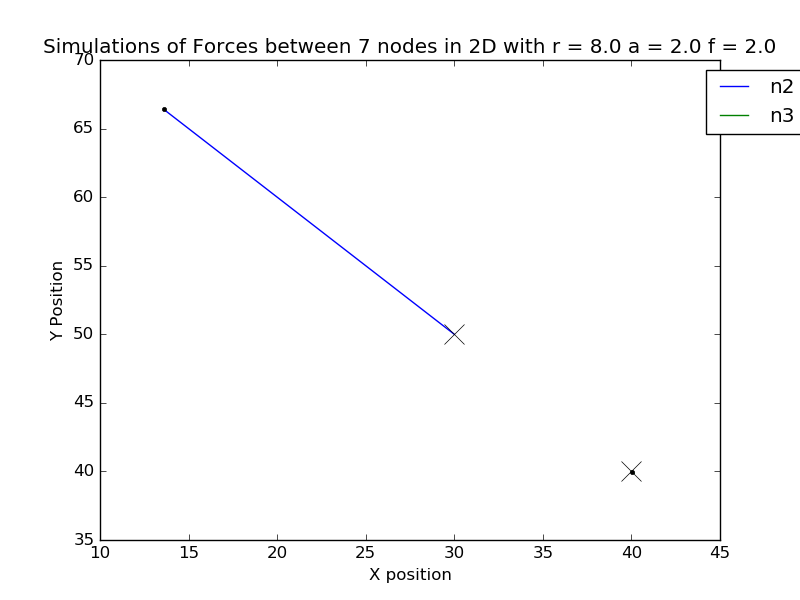 Simulations of Forces between 7 nodes in 2D with r = 8.0 a = 2.0 f = 2.0
n2
n3
70
65
60
55
50
45
40
35
Y Position
10 15 20 25 30 35 40 45
X position